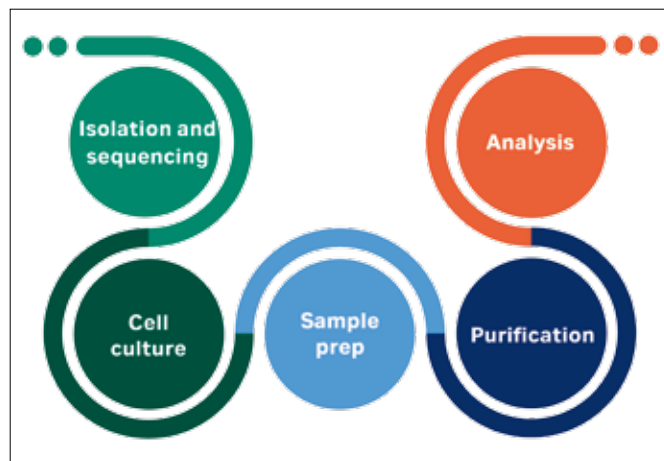 Isolation and
sequencing
Cell
culture
Sample
prep
Purification
Analysis